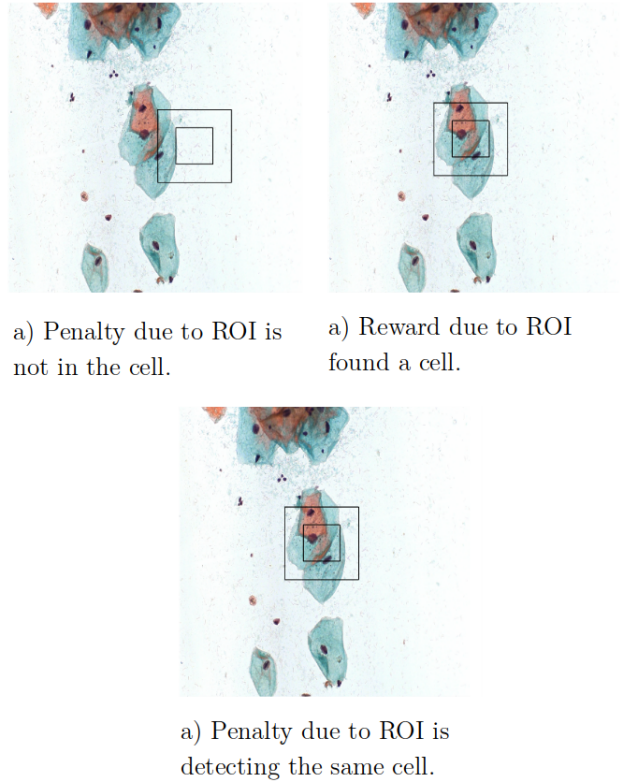 a) Penalty due to ROI is
not in the cell.
a) Reward due to ROI
found a cell.
a) Penalty due to ROI is
detecting the same cell.